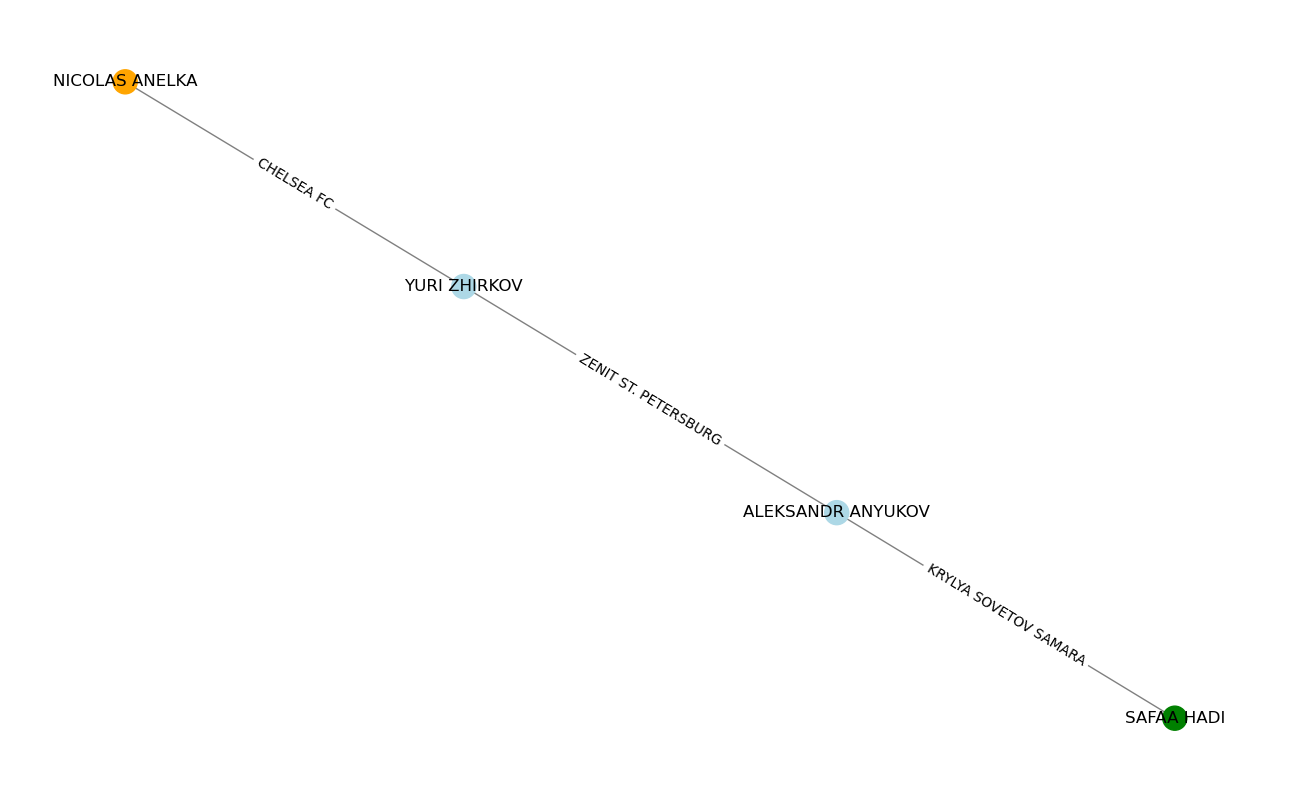 NICOLAS ANELKA
CHELSEA FC
YURI ZHIRKOV
ZENIT ST. PETERSBURG
ALEKSANDR ANYUKOV
KRYLYA SOVETOV SAMARA
SAFAA HADI